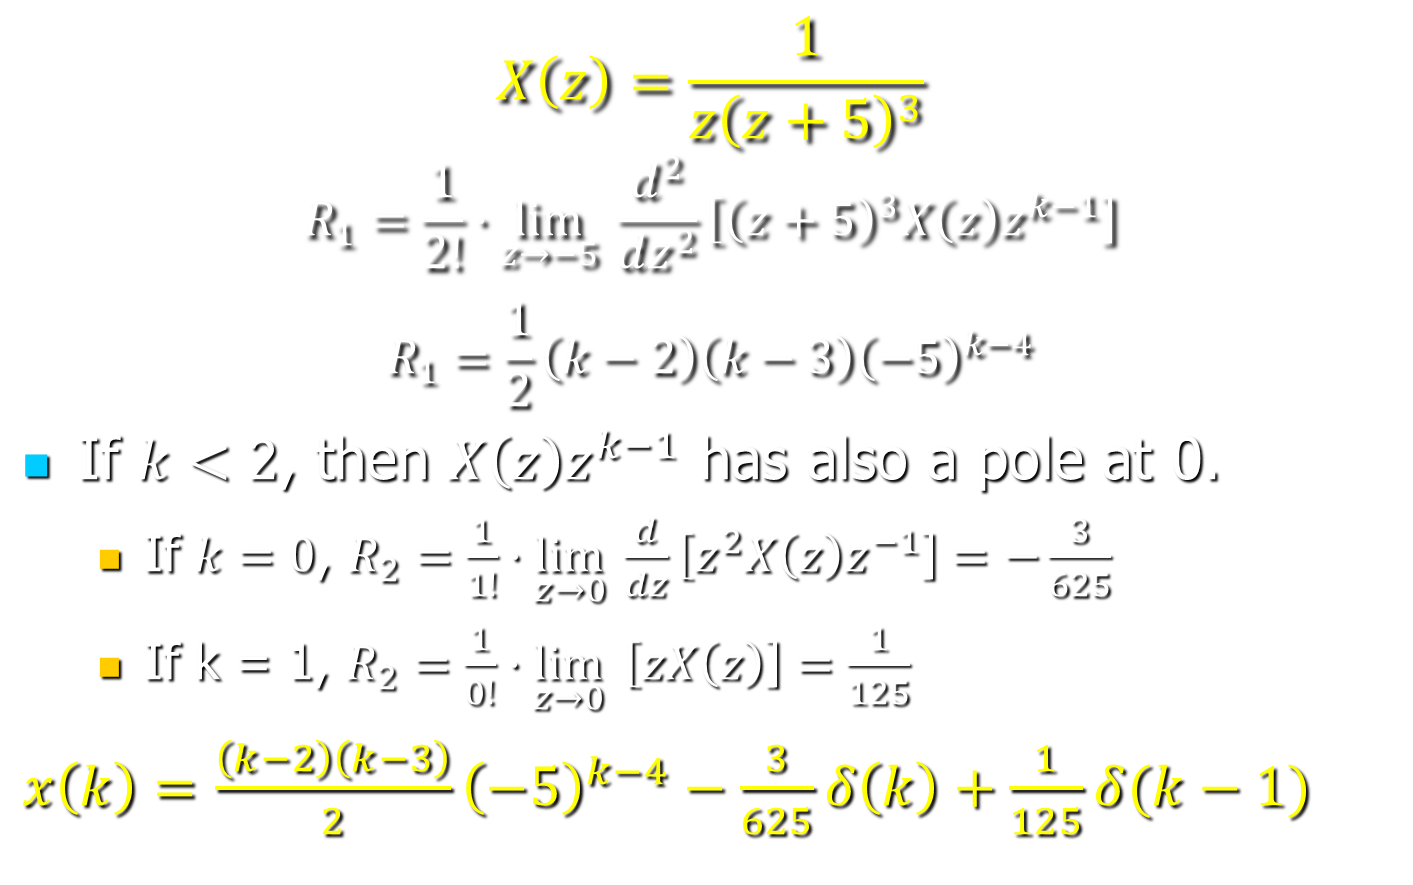 X(z) = 1/(z(z + 5)³)
R₁ = 1/2! · lim_{z→−5} d²/dz² [(z + 5)³X(z)z^{k−1}]
R₁ = 1/2 (k − 2)(k − 3)(−5)^{k−4}
■ If k < 2, then X(z)z^{k−1} has also a pole at 0.
■ If k = 0, R₂ = 1/1! · lim_{z→0} d/dz [z²X(z)z^{−1}] = −3/625
■ If k = 1, R₂ = 1/0! · lim_{z→0} [zX(z)] = 1/125
x(k) = (k−2)(k−3)/2 (−5)^{k−4} − 3/625 δ(k) + 1/125 δ(k − 1)